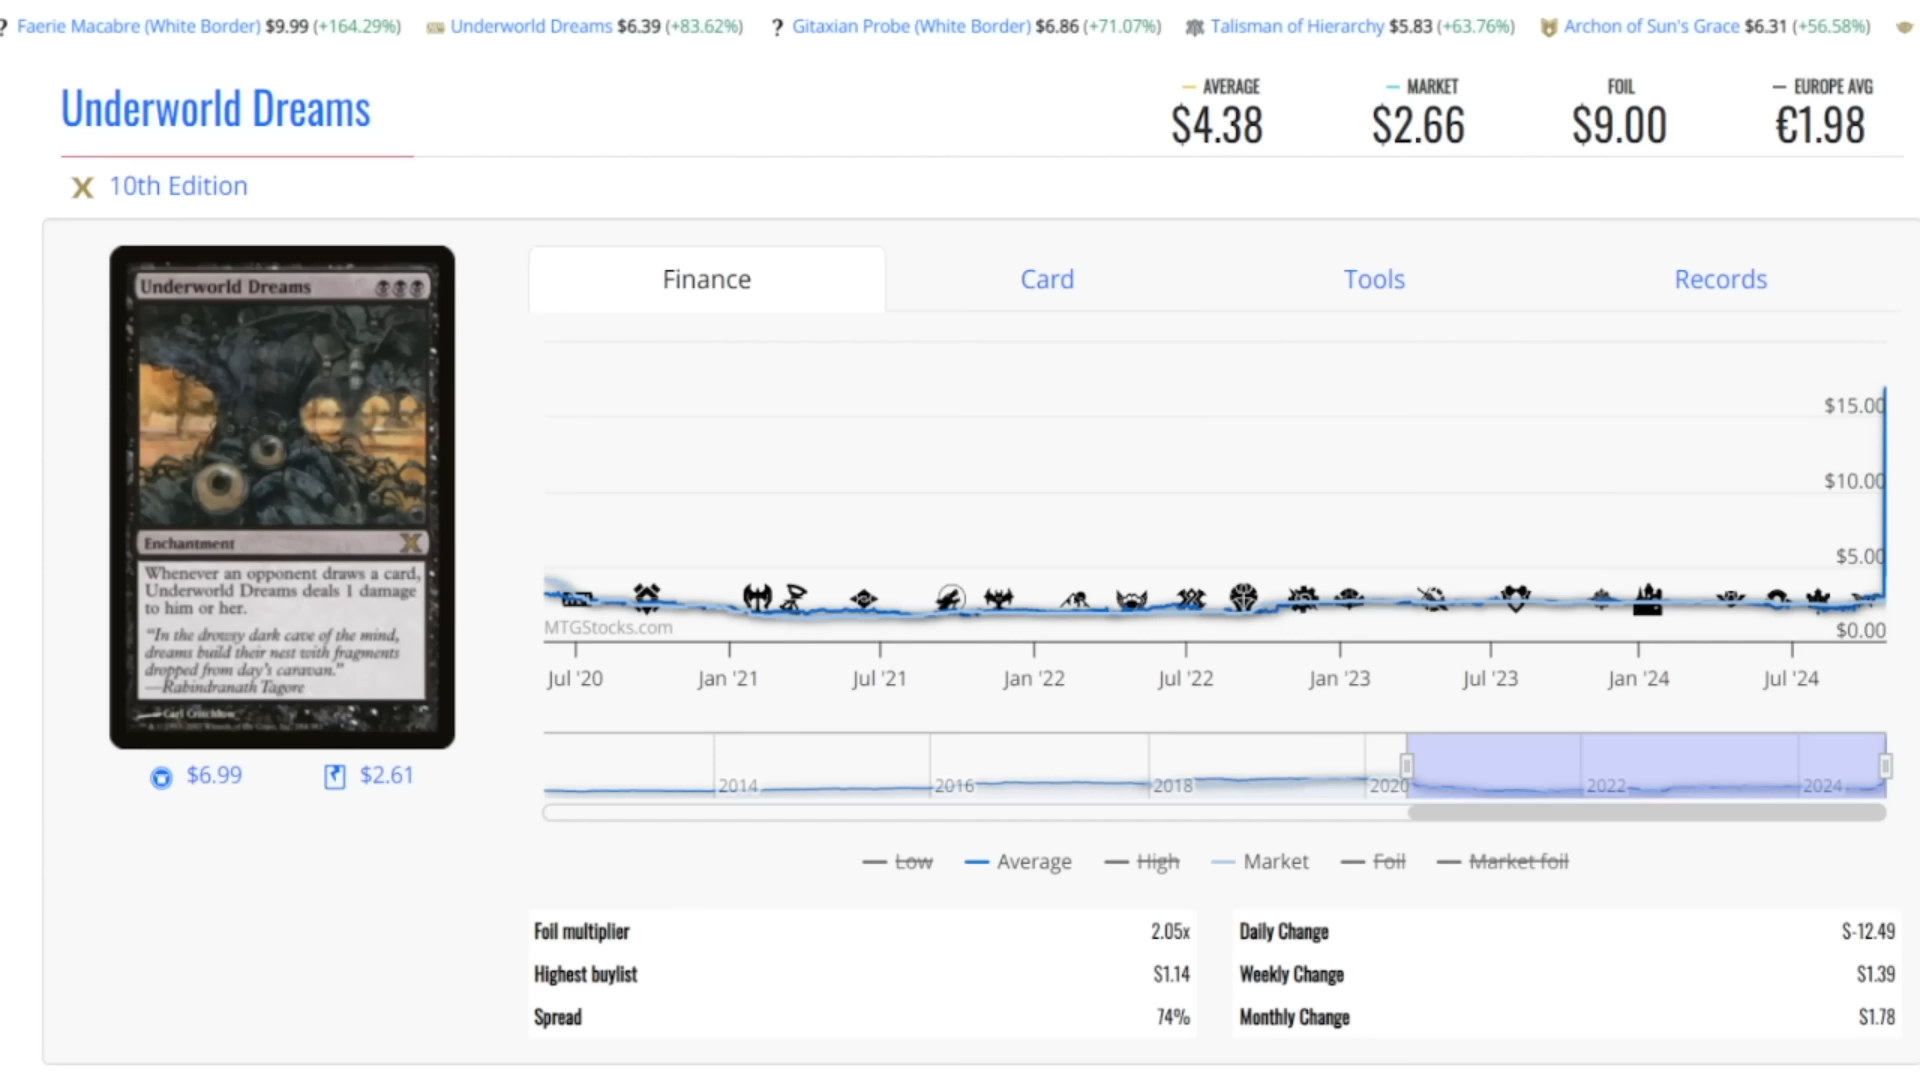 ? Faerie Macabre (White Border) $9.99 (+164.29%) Underworld Dreams $6.39 (+83.62%) ? Gitaxian Probe (White Border) $6.86 (+71.07%) Talisman of Hierarchy $5.83 (+63.76%) Archon of Sun's Grace $6.31 (+56.58%)
Underworld Dreams
AVERAGE
$4.38
MARKET
$2.66
FOIL
$9.00
EUROPE AVG
€1.98
10th Edition
Underworld Dreams
Enchantment
Whenever an opponent draws a card,
Underworld Dreams deals 1 damage
to him or her.
"In the drowsy dark cave of the mind,
dreams build their nest with fragments
dropped from day's caravan."
—Rabindranath Tagore
Carl Critchlow
$6.99 $2.61
Finance Card Tools Records
$15.00
$10.00
$5.00
$0.00
MTGStocks.com
Jul '20 Jan '21 Jul '21 Jan '22 Jul '22 Jan '23 Jul '23 Jan '24 Jul '24
2014 2016 2018 2020 2022 2024
Low Average High Market Foil Market foil
Foil multiplier 2.05x
Highest buylist $1.14
Spread 74%
Daily Change $-12.49
Weekly Change $1.39
Monthly Change $1.78